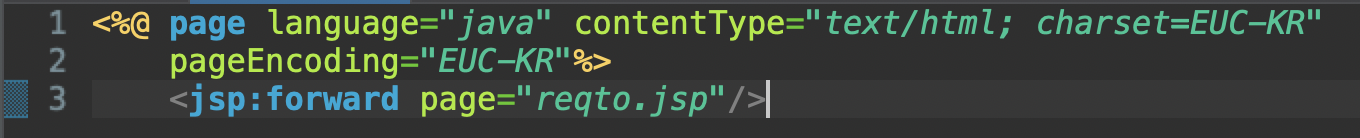 1 <%@ page language="java" contentType="text/html; charset=EUC-KR"
2 pageEncoding="EUC-KR"%>
3 <jsp:forward page="reqto.jsp"/>